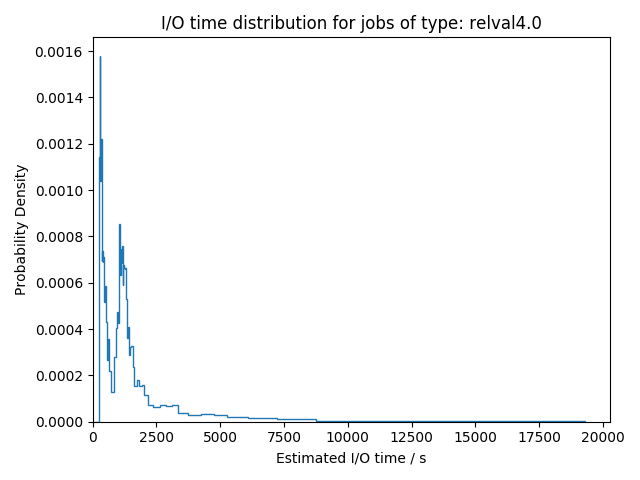 I/O time distribution for jobs of type: relval4.0
Probability Density
0.0016
0.0014
0.0012
0.0010
0.0008
0.0006
0.0004
0.0002
0.0000
0 2500 5000 7500 10000 12500 15000 17500 20000
Estimated I/O time / s